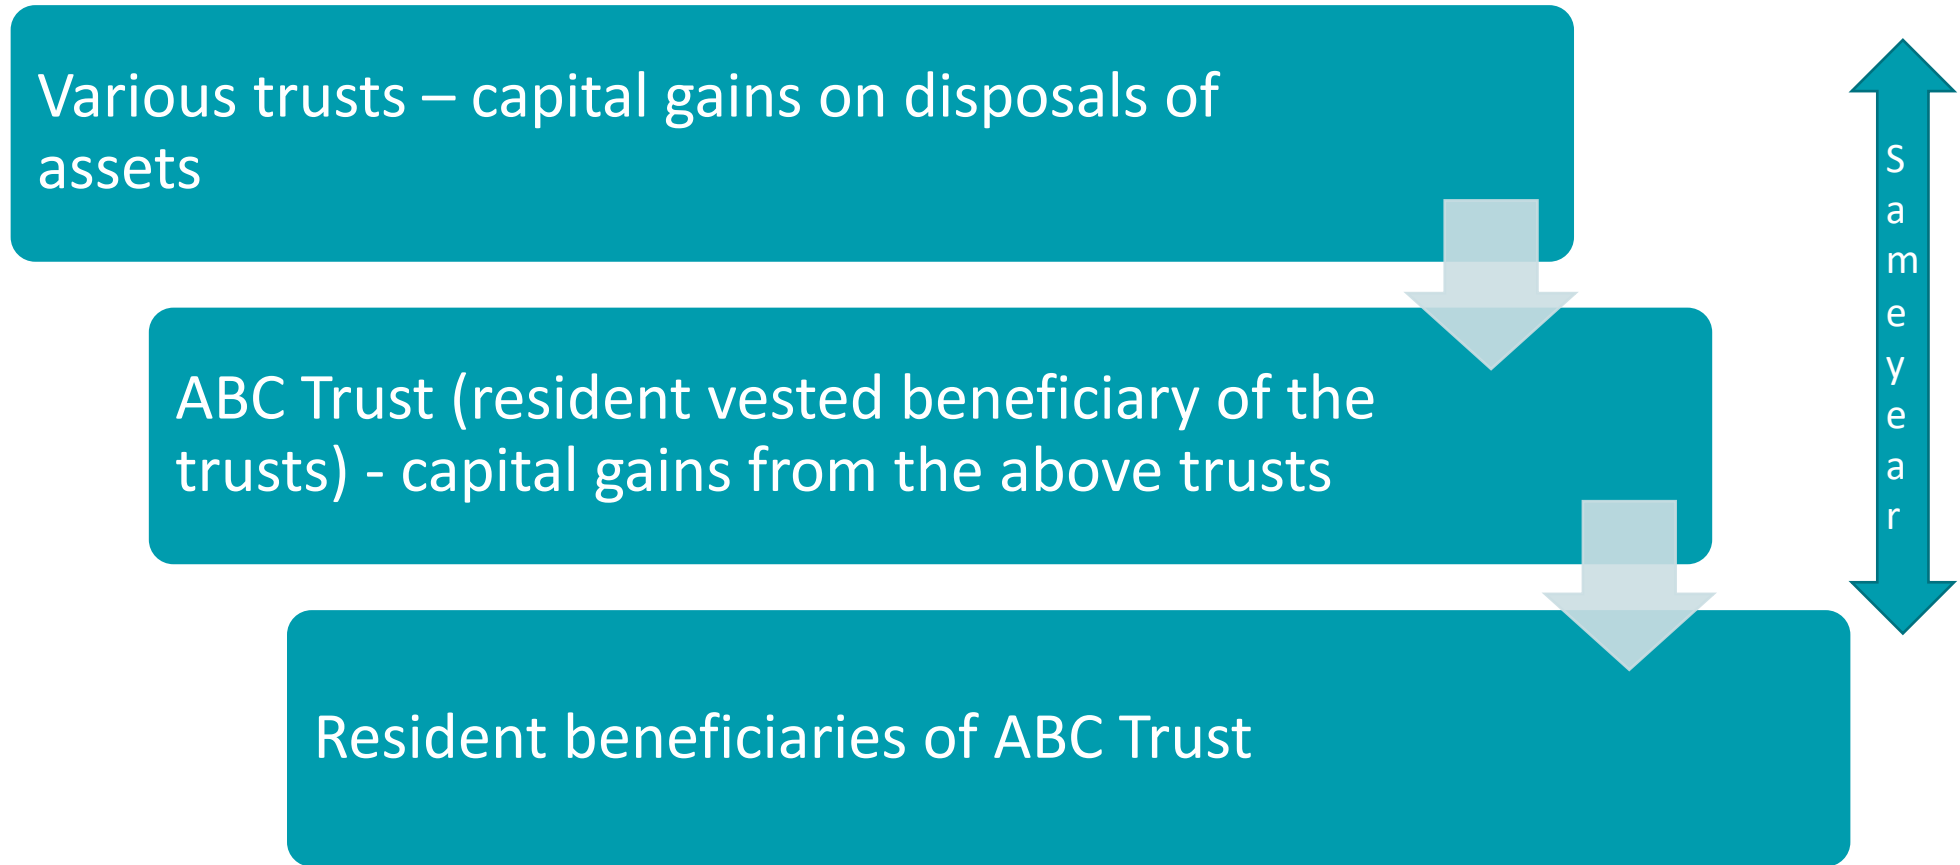 Various trusts – capital gains on disposals of
assets
ABC Trust (resident vested beneficiary of the
trusts) - capital gains from the above trusts
Resident beneficiaries of ABC Trust
S
a
m
e
y
e
a
r